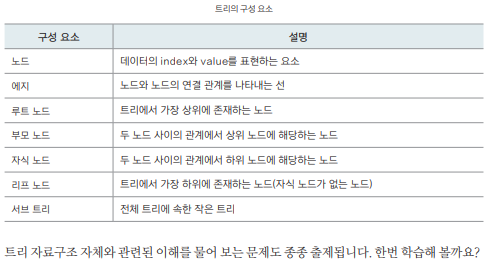 트리의 구성 요소
구성 요소 설명
노드 데이터의 index와 value를 표현하는 요소
에지 노드와 노드의 연결 관계를 나타내는 선
루트 노드 트리에서 가장 상위에 존재하는 노드
부모 노드 두 노드 사이의 관계에서 상위 노드에 해당하는 노드
자식 노드 두 노드 사이의 관계에서 하위 노드에 해당하는 노드
리프 노드 트리에서 가장 하위에 존재하는 노드(자식 노드가 없는 노드)
서브 트리 전체 트리에 속한 작은 트리
트리 자료구조 자체와 관련된 이해를 물어 보는 문제도 종종 출제됩니다. 한번 학습해 볼까요?